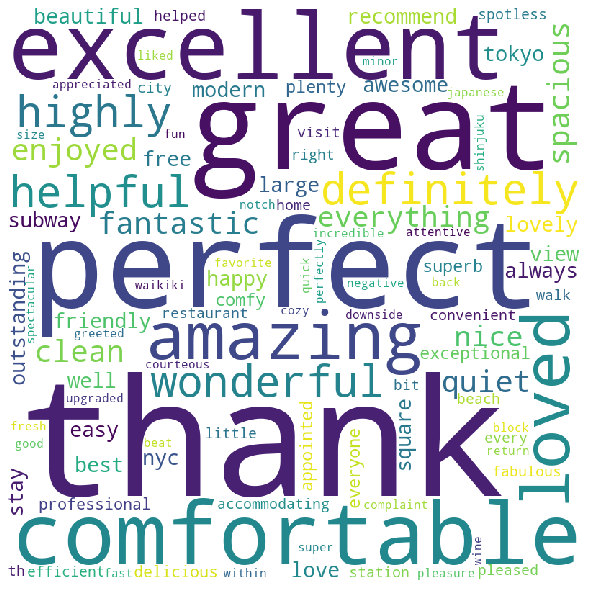 beautiful helped recommend spotless
excellent
liked minor tokyo
appreciated city modern plenty awesome japanese
highly great spacious
size fun visit
enjoyed free right shinjuku
helpful large definitely
notch home
subway fantastic everything lovely
incredible attentive
perfect view
outstanding spectacular favorite happy quick perfectly negative back superb always
waikiki comfy cozy walk
friendly restaurant downside convenient
greeted amazing nice
clean courteous exceptional
well wonderful quiet loved
upgraded bit beach
thank
fresh easy little appointed square every block
good beat return
best nyc everyone fabulous
stay
professional accommodating complaint
comfortable
super wine
th efficient fast delicious within love station pleasure pleased